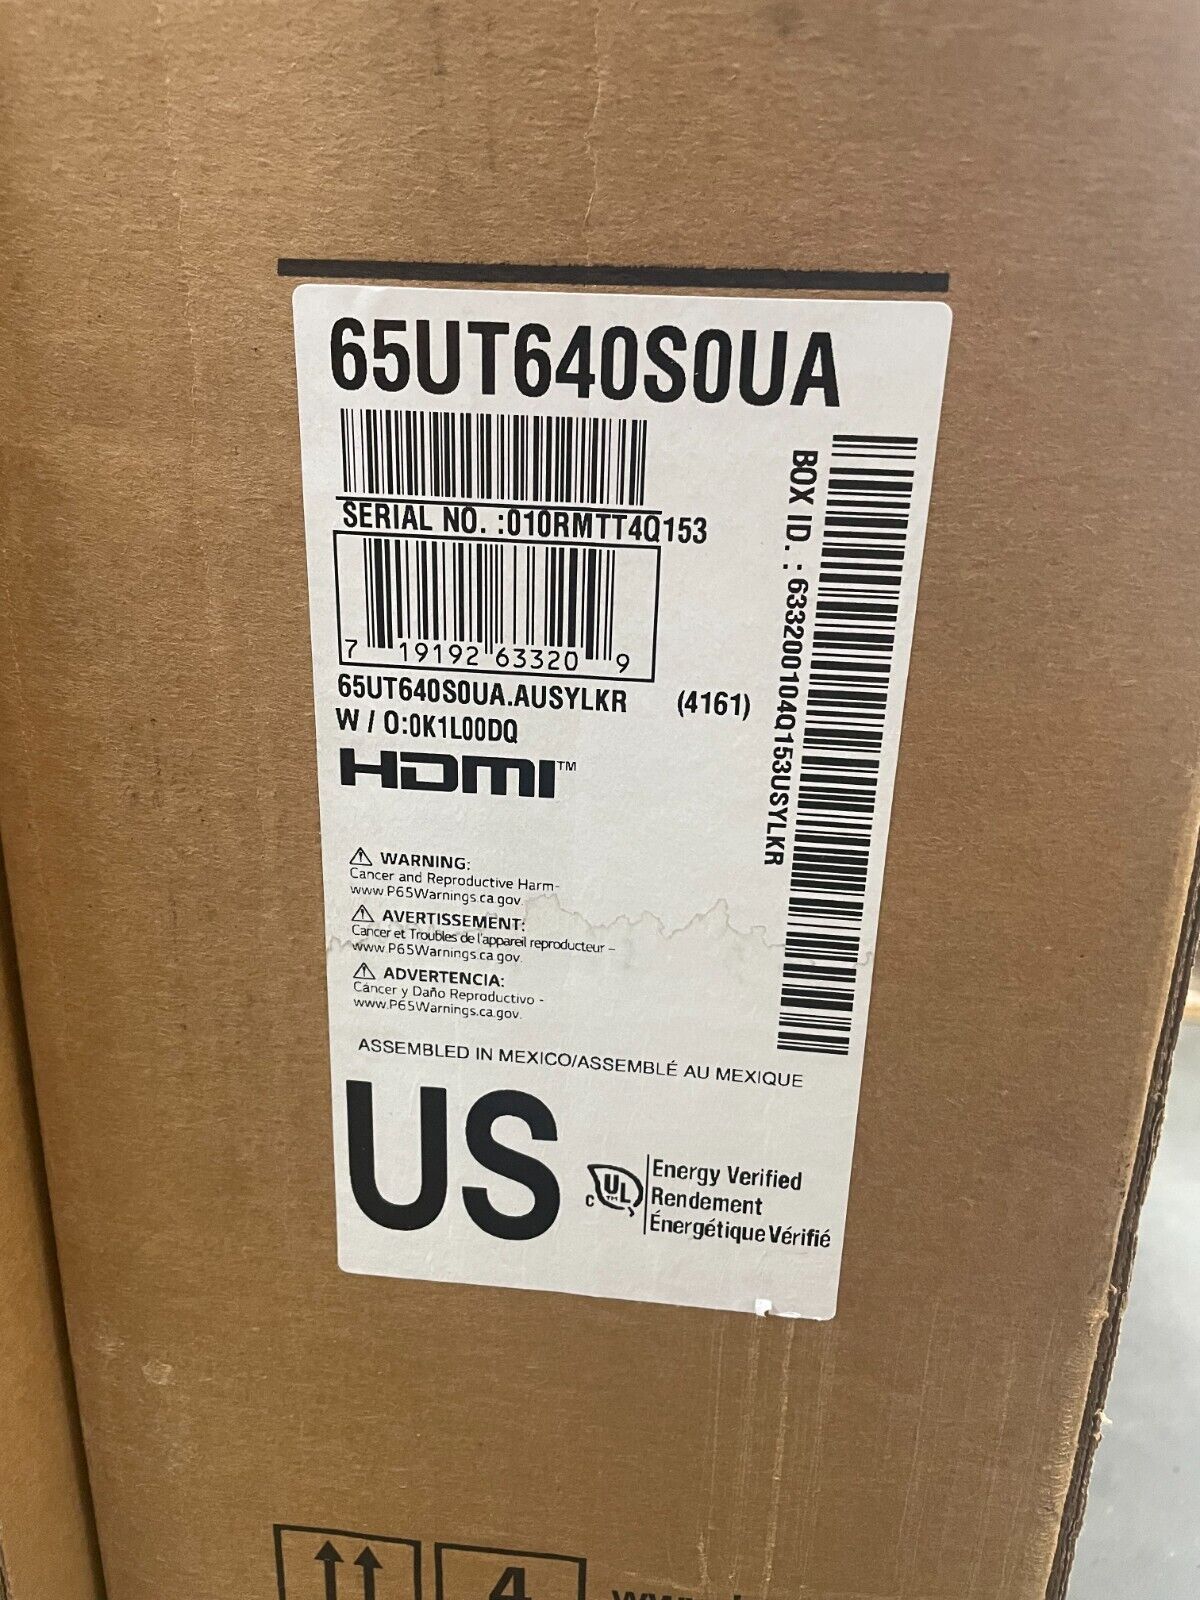 65UT640S0UA
SERIAL NO. :010RMTT4Q153
7 19192 63320 9
65UT640S0UA.AUSYLKR (4161)
W / O:0K1L00DQ
HDMI™
BOX ID. : 633200104Q153USYLKR
⚠ WARNING:
Cancer and Reproductive Harm-
www.P65Warnings.ca.gov.
⚠ AVERTISSEMENT:
Cancer et Troubles de l'appareil reproducteur –
www.P65Warnings.ca.gov.
⚠ ADVERTENCIA:
Cáncer y Daño Reproductivo -
www.P65Warnings.ca.gov.
ASSEMBLED IN MEXICO/ASSEMBLÉ AU MEXIQUE
US
C UL ™
Energy Verified
Rendement
Énergétique Vérifié
4